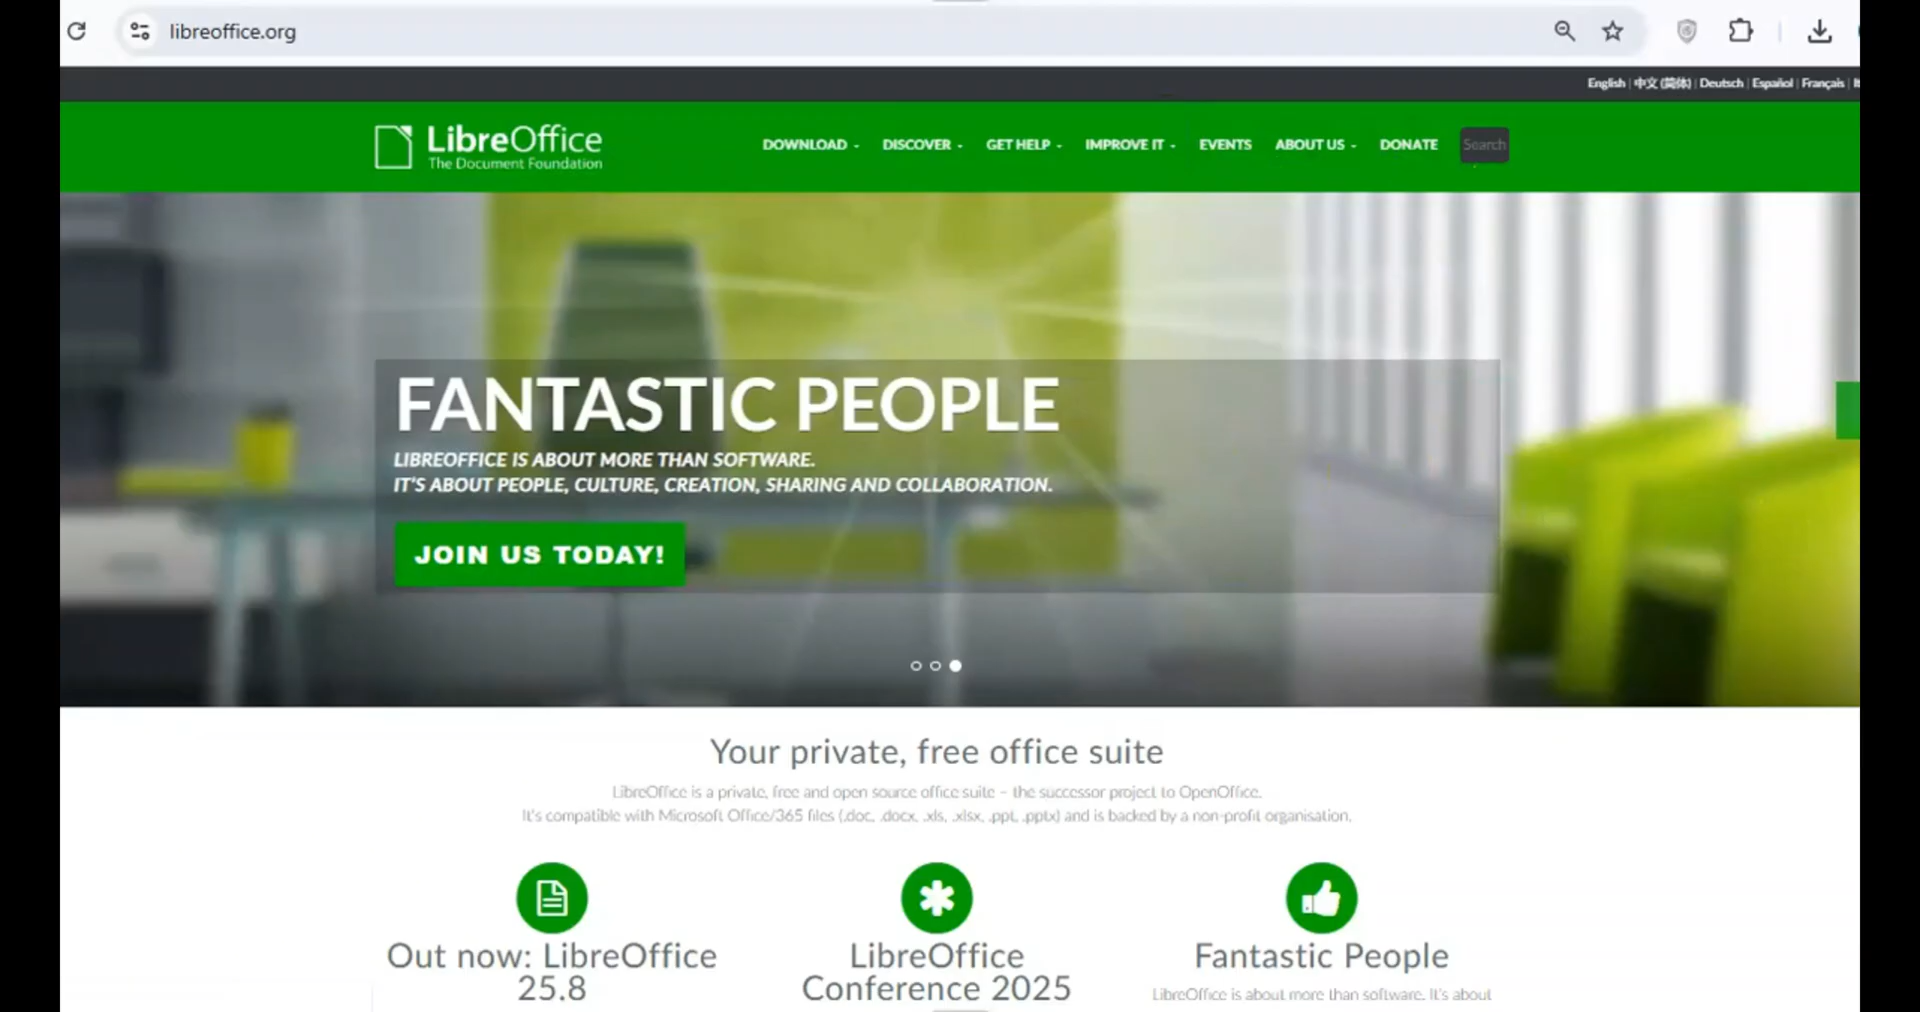 libreoffice.org
English | 中文 (简体) | Deutsch | Español | Français |
LibreOffice
The Document Foundation
DOWNLOAD DISCOVER GET HELP IMPROVE IT EVENTS ABOUT US DONATE Search
FANTASTIC PEOPLE
LIBREOFFICE IS ABOUT MORE THAN SOFTWARE.
IT'S ABOUT PEOPLE, CULTURE, CREATION, SHARING AND COLLABORATION.
JOIN US TODAY!
Your private, free office suite
LibreOffice is a private, free and open source office suite – the successor project to OpenOffice.
It's compatible with Microsoft Office/365 files (.doc, .docx, .xls, .xlsx, .ppt, .pptx) and is backed by a non-profit organisation.
Out now: LibreOffice
25.8
LibreOffice
Conference 2025
Fantastic People
LibreOffice is about more than software. It's about